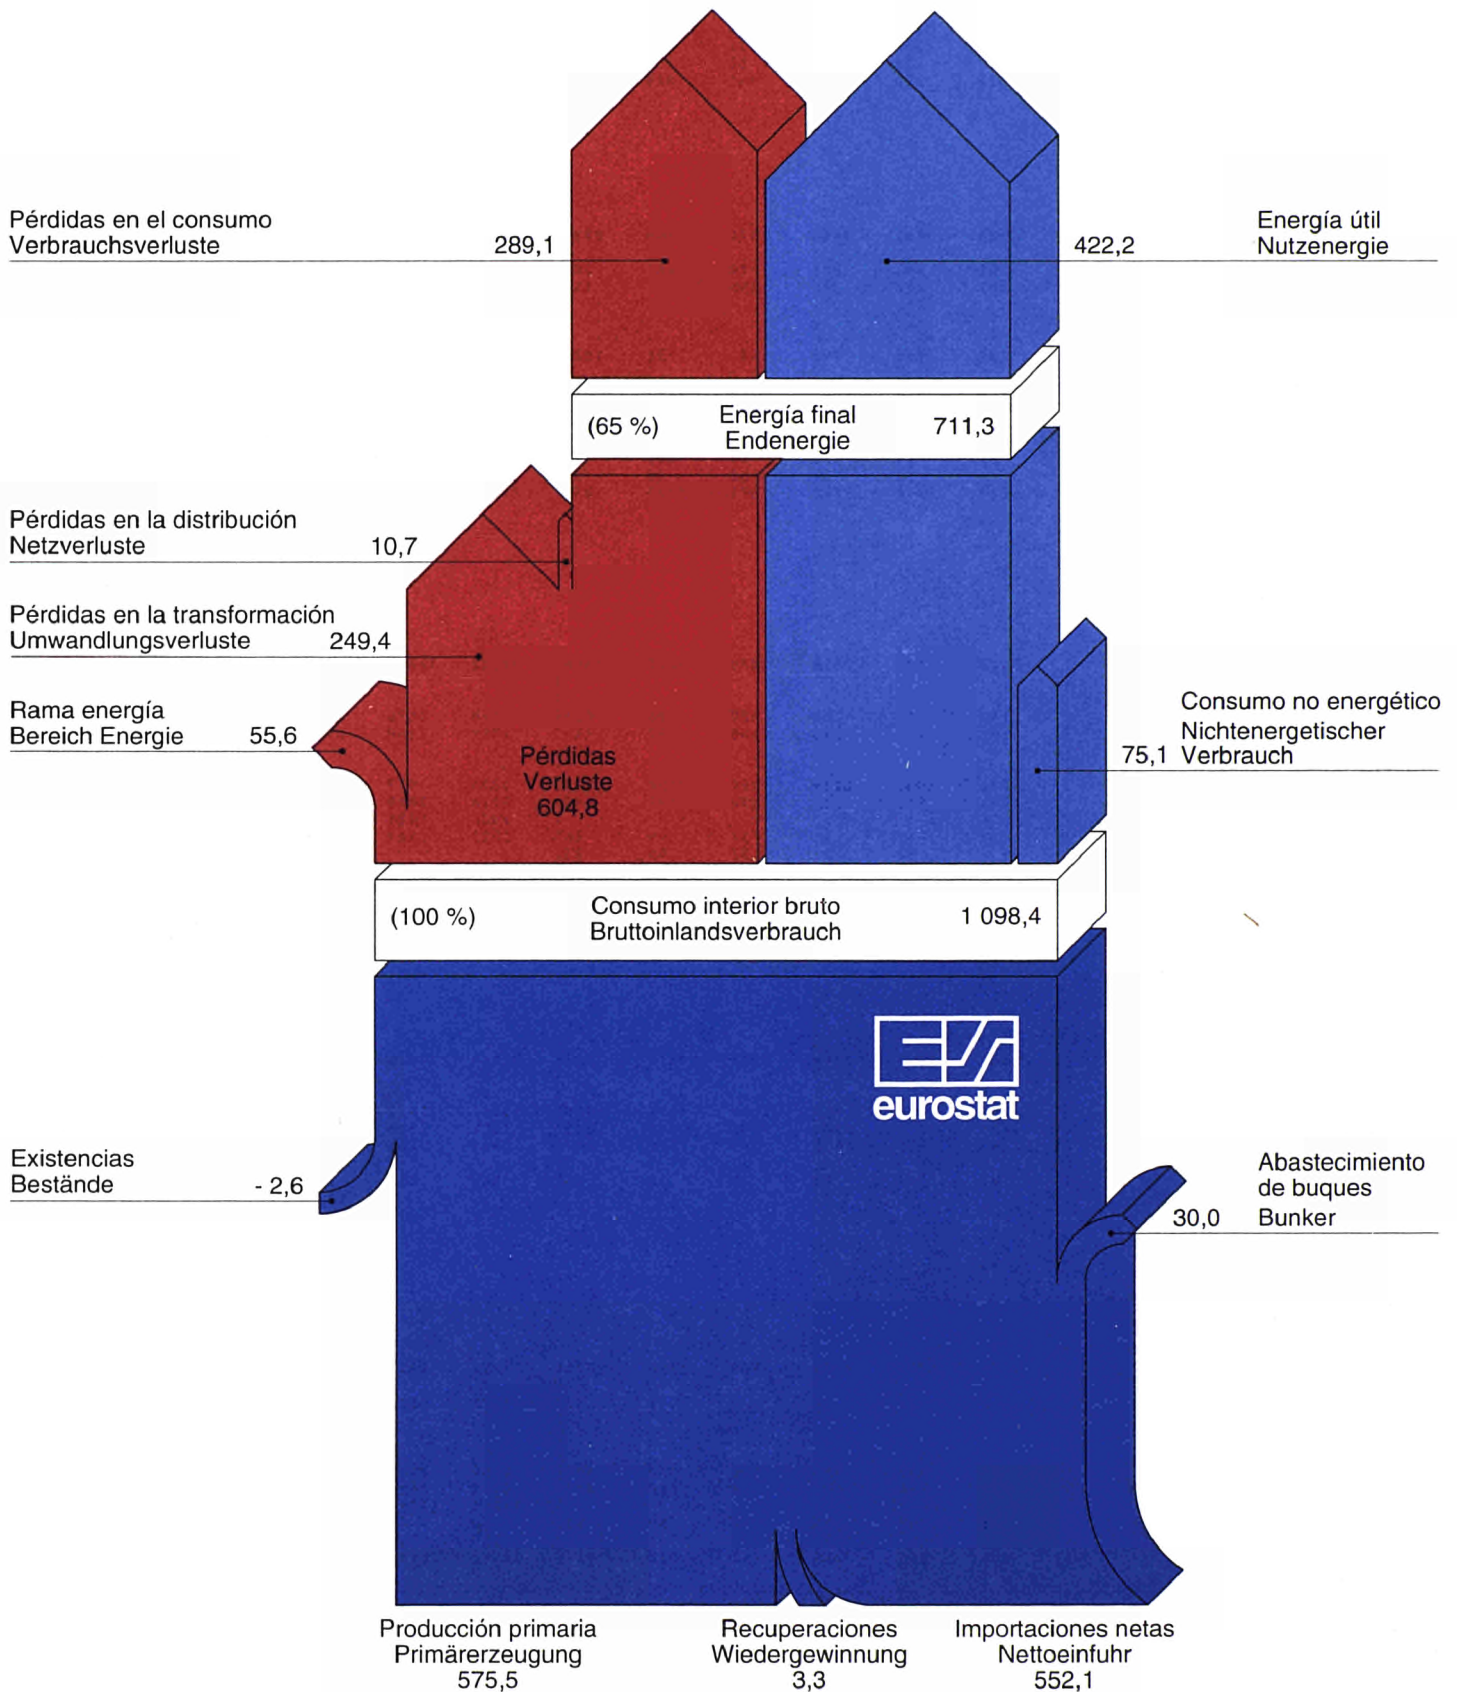 Pérdidas en el consumo
Verbrauchsverluste
289,1
422,2
Energía útil
Nutzenergie
(65 %)
Energía final
Endenergie
711,3
Pérdidas en la distribución
Netzverluste
10,7
Pérdidas en la transformación
Umwandlungsverluste
249,4
Rama energía
Bereich Energie
55,6
Pérdidas
Verluste
604,8
75,1
Consumo no energético
Nichtenergetischer
Verbrauch
(100 %)
Consumo interior bruto
Bruttoinlandsverbrauch
1 098,4
eurostat
Existencias
Bestände
- 2,6
30,0
Abastecimiento
de buques
Bunker
Producción primaria
Primärerzeugung
575,5
Recuperaciones
Wiedergewinnung
3,3
Importaciones netas
Nettoeinfuhr
552,1